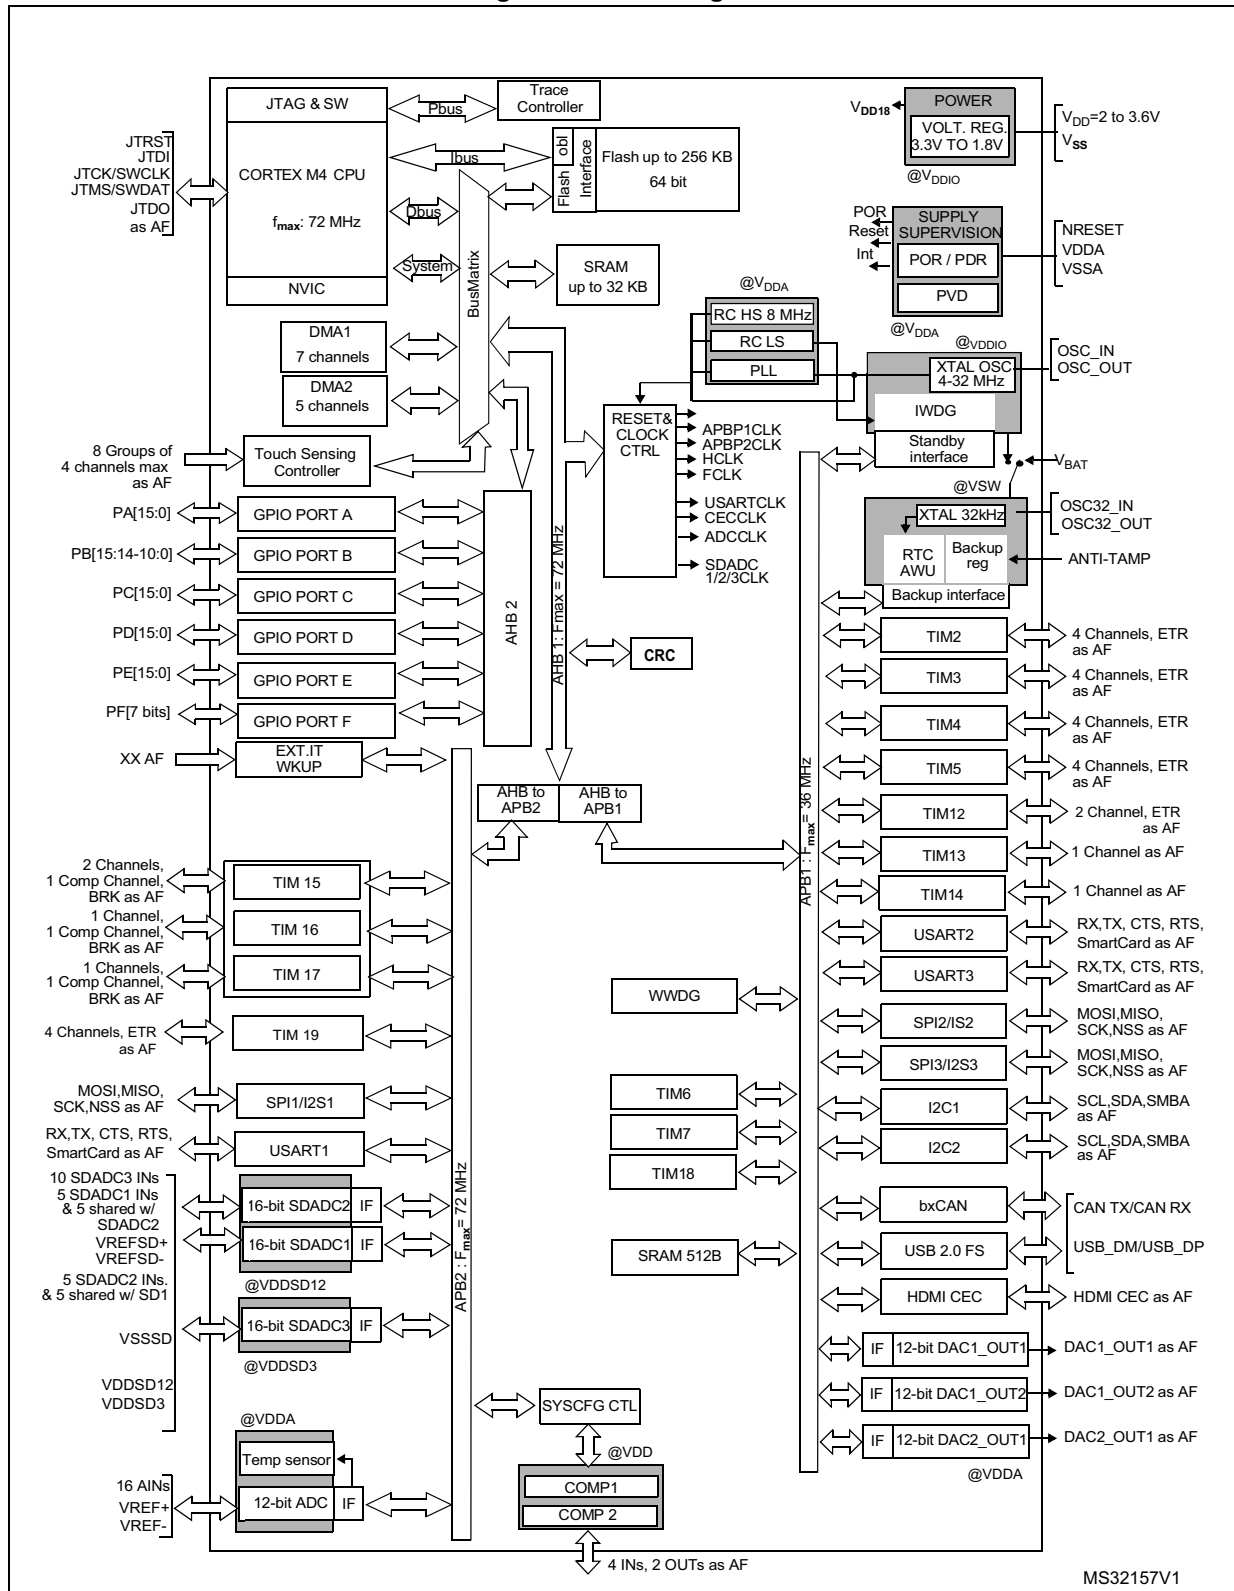 JTAG & SW
Pbus
Trace
Controller
JTRST
JTDI
JTCK/SWCLK
JTMS/SWDAT
JTDO
as AF
CORTEX M4 CPU
fmax: 72 MHz
NVIC
Ibus
Dbus
System
obl
Flash
Interface
Flash up to 256 KB
64 bit
BusMatrix
SRAM
up to 32 KB
VDD18
POWER
VOLT. REG.
3.3V TO 1.8V
@VDDIO
VDD=2 to 3.6V
VSS
POR
Reset
Int
SUPPLY
SUPERVISION
POR / PDR
PVD
@VDDA
NRESET
VDDA
VSSA
@VDDA
RC HS 8 MHz
RC LS
PLL
@VDDIO
XTAL OSC
4-32 MHz
IWDG
Standby
interface
OSC_IN
OSC_OUT
DMA1
7 channels
DMA2
5 channels
8 Groups of
4 channels max
as AF
Touch Sensing
Controller
RESET&
CLOCK
CTRL
APBP1CLK
APBP2CLK
HCLK
FCLK
USARTCLK
CECCLK
ADCCLK
SDADC
1/2/3CLK
VBAT
@VSW
XTAL 32kHz
RTC
AWU
Backup
reg
Backup interface
OSC32_IN
OSC32_OUT
ANTI-TAMP
PA[15:0]
GPIO PORT A
PB[15:14-10:0]
GPIO PORT B
PC[15:0]
GPIO PORT C
PD[15:0]
GPIO PORT D
PE[15:0]
GPIO PORT E
PF[7 bits]
GPIO PORT F
AHB 2
AHB 1: Fmax = 72 MHz
CRC
XX AF
EXT.IT
WKUP
AHB to
APB2
AHB to
APB1
APB1 : Fmax= 36 MHz
TIM2
4 Channels, ETR
as AF
TIM3
4 Channels, ETR
as AF
TIM4
4 Channels, ETR
as AF
TIM5
4 Channels, ETR
as AF
TIM12
2 Channel, ETR
as AF
TIM13
1 Channel as AF
TIM14
1 Channel as AF
USART2
RX,TX, CTS, RTS,
SmartCard as AF
USART3
RX,TX, CTS, RTS,
SmartCard as AF
SPI2/IS2
MOSI,MISO,
SCK,NSS as AF
SPI3/I2S3
MOSI,MISO,
SCK,NSS as AF
I2C1
SCL,SDA,SMBA
as AF
I2C2
SCL,SDA,SMBA
as AF
bxCAN
CAN TX/CAN RX
USB 2.0 FS
USB_DM/USB_DP
HDMI CEC
HDMI CEC as AF
IF
12-bit DAC1_OUT1
DAC1_OUT1 as AF
IF
12-bit DAC1_OUT2
DAC1_OUT2 as AF
IF
12-bit DAC2_OUT1
DAC2_OUT1 as AF
@VDDA
2 Channels,
1 Comp Channel,
BRK as AF
TIM 15
1 Channel,
1 Comp Channel,
BRK as AF
TIM 16
1 Channels,
1 Comp Channel,
BRK as AF
TIM 17
4 Channels, ETR
as AF
TIM 19
MOSI,MISO,
SCK,NSS as AF
SPI1/I2S1
RX,TX, CTS, RTS,
SmartCard as AF
USART1
APB2 : Fmax= 72 MHz
WWDG
TIM6
TIM7
TIM18
SRAM 512B
10 SDADC3 INs
5 SDADC1 INs
& 5 shared w/
SDADC2
VREFSD+
VREFSD-
5 SDADC2 INs.
& 5 shared w/ SD1
VSSSD
VDDSD12
VDDSD3
16-bit SDADC2
IF
16-bit SDADC1
IF
@VDDSD12
16-bit SDADC3
IF
@VDDSD3
@VDDA
Temp sensor
12-bit ADC
IF
16 AINs
VREF+
VREF-
SYSCFG CTL
@VDD
COMP1
COMP 2
4 INs, 2 OUTs as AF
MS32157V1